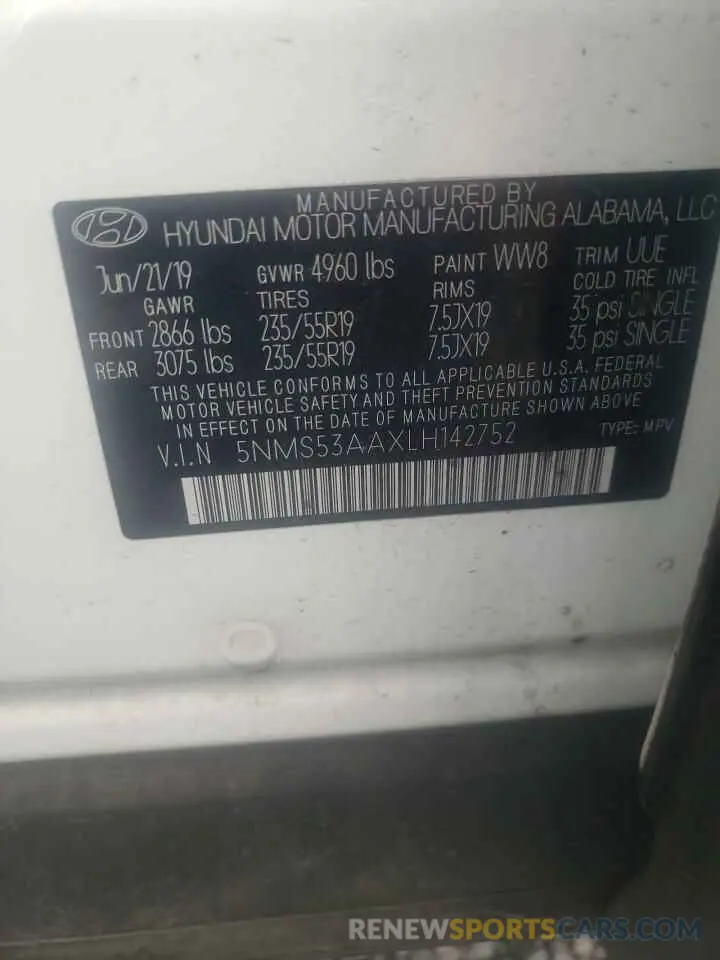 MANUFACTURED BY
HYUNDAI MOTOR MANUFACTURING ALABAMA, LLC
Jun/21/19 GVWR 4960 lbs PAINT WW8 TRIM UUE
GAWR TIRES RIMS COLD TIRE INFL
FRONT 2866 lbs 235/55R19 7.5JX19 35 psi SINGLE
REAR 3075 lbs 235/55R19 7.5JX19 35 psi SINGLE
THIS VEHICLE CONFORMS TO ALL APPLICABLE U.S.A. FEDERAL
MOTOR VEHICLE SAFETY AND THEFT PREVENTION STANDARDS
IN EFFECT ON THE DATE OF MANUFACTURE SHOWN ABOVE
V.I.N 5NMS53AAXLH142752 TYPE: MPV
RENEWSPORTSCARS.COM